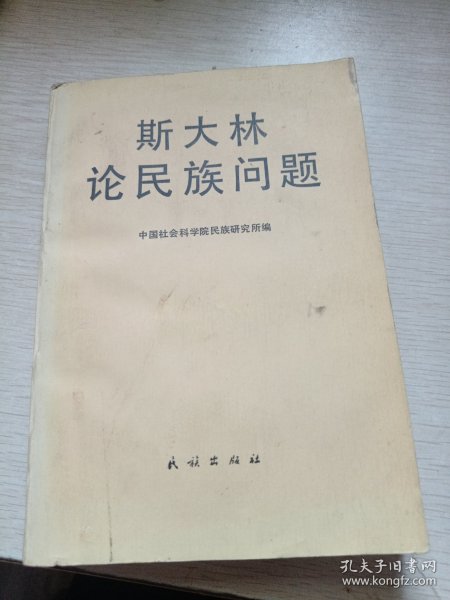 斯大林
论民族问题
中国社会科学院民族研究所编
民族出版社
孔夫子旧书网
www.kongfz.com